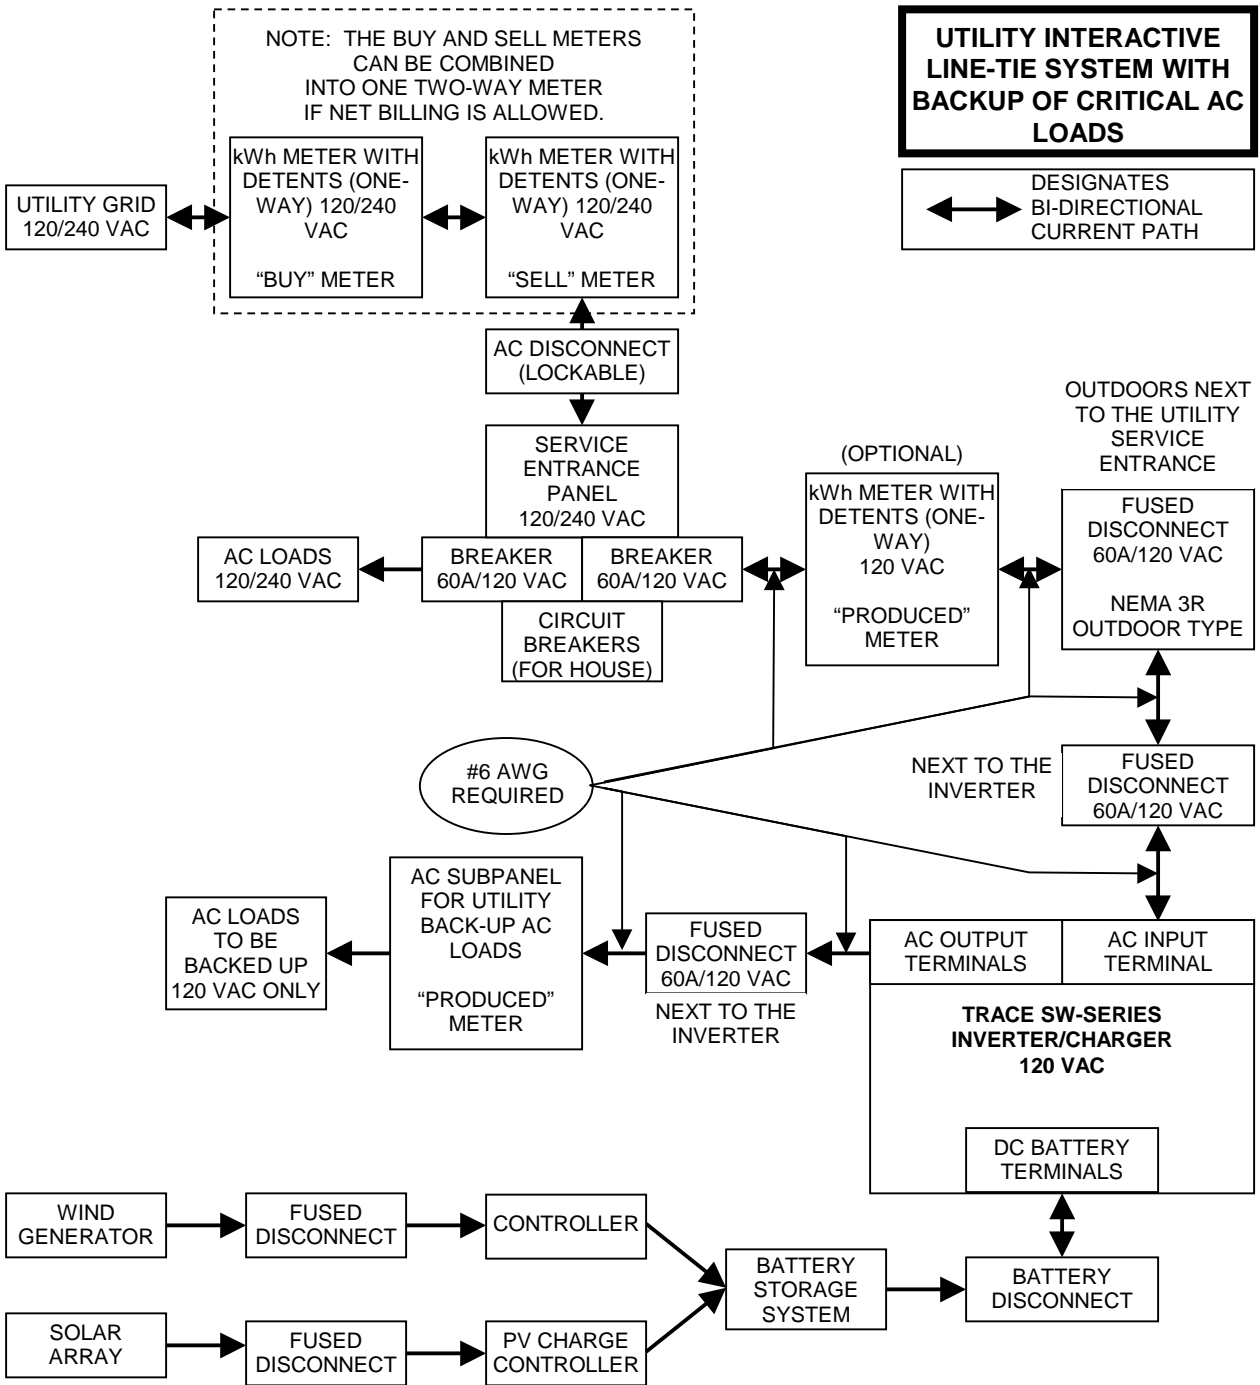 NOTE: THE BUY AND SELL METERS
CAN BE COMBINED
INTO ONE TWO-WAY METER
IF NET BILLING IS ALLOWED.
UTILITY INTERACTIVE
LINE-TIE SYSTEM WITH
BACKUP OF CRITICAL AC
LOADS
DESIGNATES
BI-DIRECTIONAL
CURRENT PATH
UTILITY GRID
120/240 VAC
kWh METER WITH
DETENTS (ONE-
WAY) 120/240
VAC
“BUY” METER
kWh METER WITH
DETENTS (ONE-
WAY) 120/240
VAC
“SELL” METER
AC DISCONNECT
(LOCKABLE)
SERVICE
ENTRANCE
PANEL
120/240 VAC
AC LOADS
120/240 VAC
BREAKER
60A/120 VAC
BREAKER
60A/120 VAC
CIRCUIT
BREAKERS
(FOR HOUSE)
(OPTIONAL)
kWh METER WITH
DETENTS (ONE-
WAY)
120 VAC
“PRODUCED”
METER
OUTDOORS NEXT
TO THE UTILITY
SERVICE
ENTRANCE
FUSED
DISCONNECT
60A/120 VAC
NEMA 3R
OUTDOOR TYPE
#6 AWG
REQUIRED
NEXT TO THE
INVERTER
FUSED
DISCONNECT
60A/120 VAC
AC LOADS
TO BE
BACKED UP
120 VAC ONLY
AC SUBPANEL
FOR UTILITY
BACK-UP AC
LOADS
“PRODUCED”
METER
FUSED
DISCONNECT
60A/120 VAC
NEXT TO THE
INVERTER
AC OUTPUT
TERMINALS
AC INPUT
TERMINAL
TRACE SW-SERIES
INVERTER/CHARGER
120 VAC
DC BATTERY
TERMINALS
WIND
GENERATOR
FUSED
DISCONNECT
CONTROLLER
BATTERY
STORAGE
SYSTEM
BATTERY
DISCONNECT
SOLAR
ARRAY
FUSED
DISCONNECT
PV CHARGE
CONTROLLER